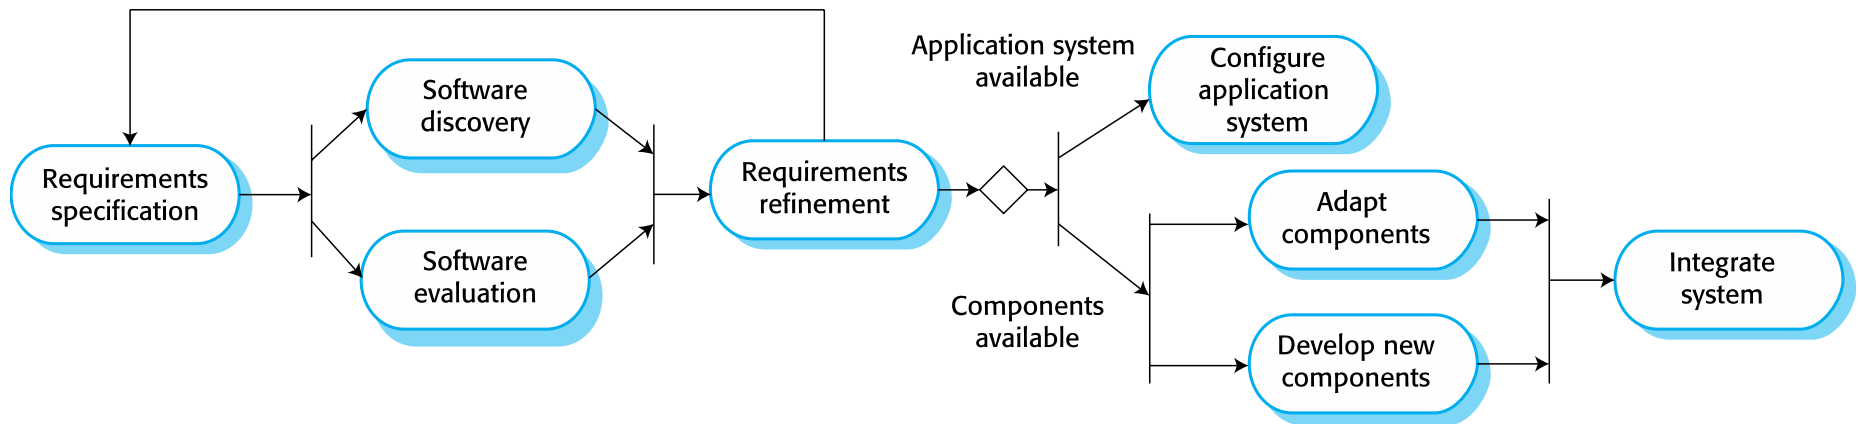 Requirements
specification
Software
discovery
Software
evaluation
Requirements
refinement
Application system
available
Configure
application
system
Components
available
Adapt
components
Develop new
components
Integrate
system